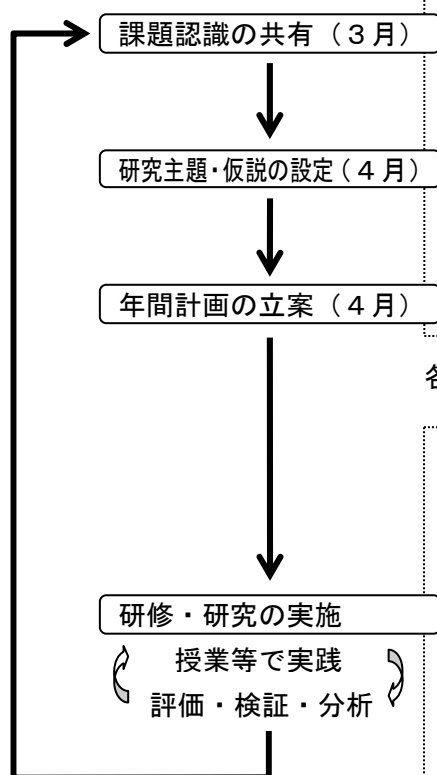 課題認識の共有（３月）
研究主題・仮説の設定（４月）
年間計画の立案（４月）
各
研修・研究の実施
授業等で実践
評価・検証・分析